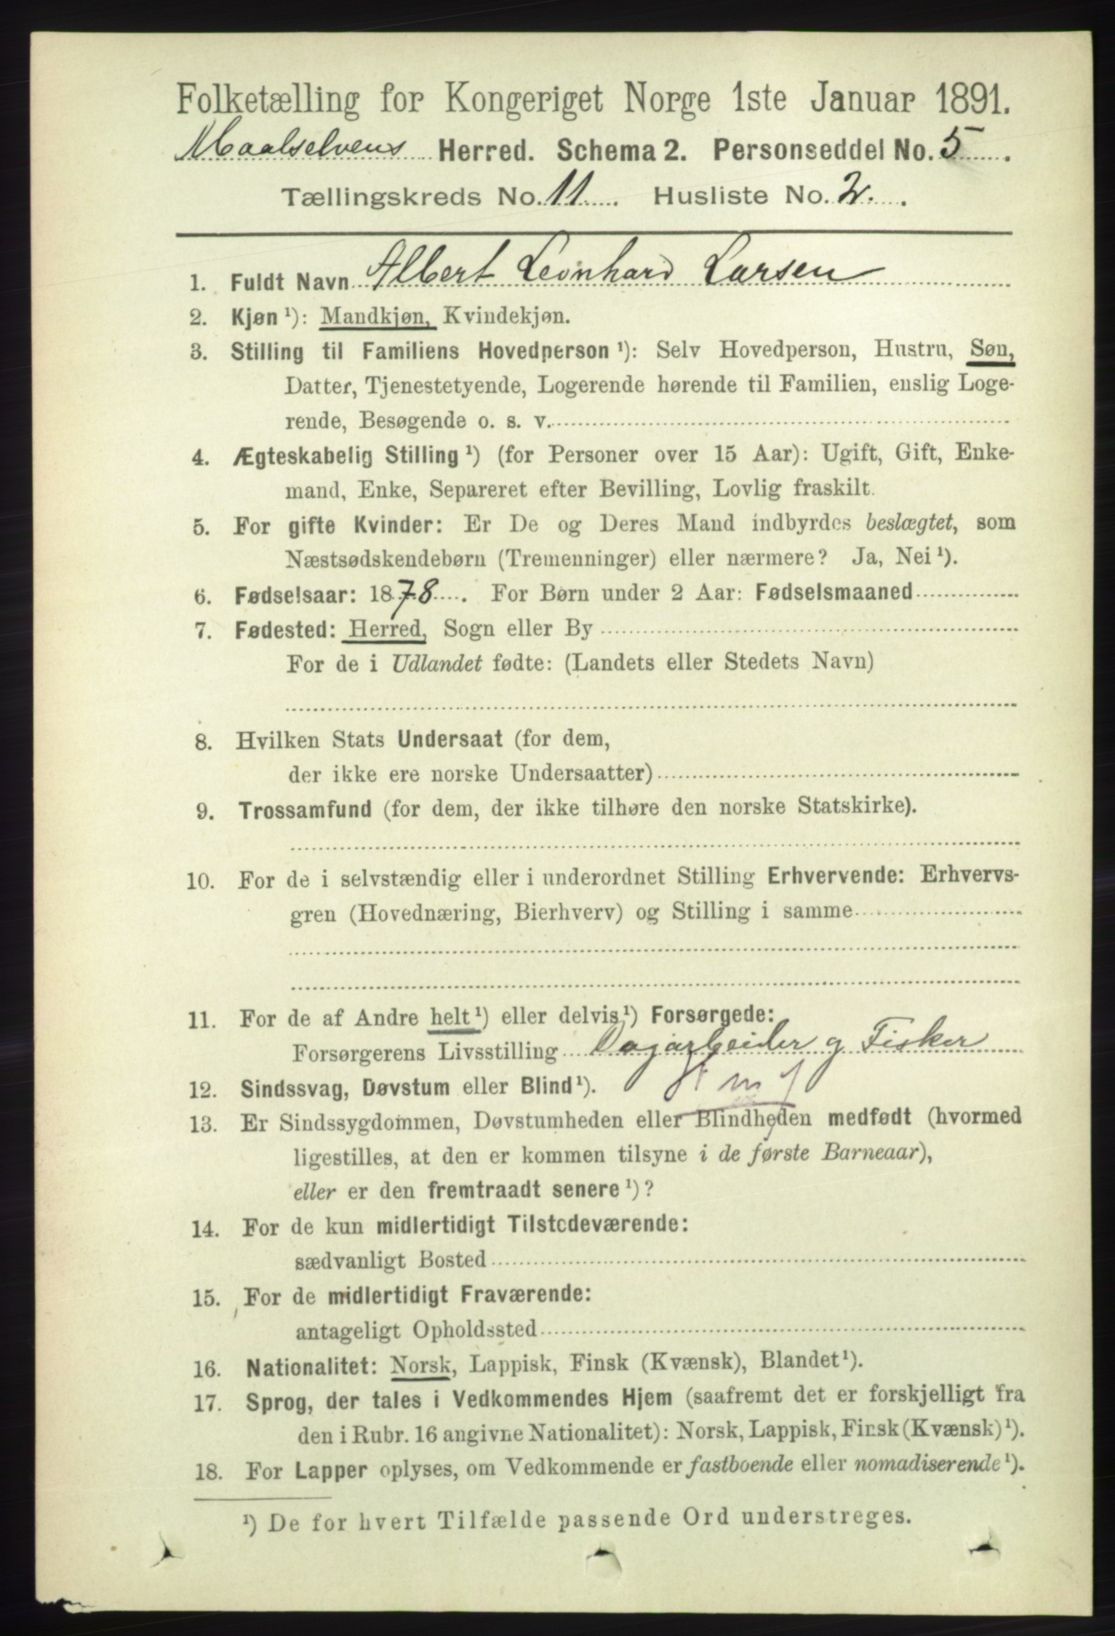 Folketælling for Kongeriget Norge 1ste Januar 1891.
Maalselvens Herred. Schema 2. Personseddel No. 5.
Tællingskreds No. 11. Husliste No. 2.
1. Fuldt Navn Albert Leonhard Larsen
2. Kjøn ¹): Mandkjøn, Kvindekjøn.
3. Stilling til Familiens Hovedperson ¹): Selv Hovedperson, Hustru, Søn,
Datter, Tjenestetyende, Logerende hørende til Familien, enslig Loge-
rende, Besøgende o. s. v.
4. Ægteskabelig Stilling ¹) (for Personer over 15 Aar): Ugift, Gift, Enke-
mand, Enke, Separeret efter Bevilling, Lovlig fraskilt.
5. For gifte Kvinder: Er De og Deres Mand indbyrdes beslægtet, som
Næstsødskendebørn (Tremenninger) eller nærmere? Ja, Nei ¹).
6. Fødselsaar: 1878. For Børn under 2 Aar: Fødselsmaaned
7. Fødested: Herred, Sogn eller By
For de i Udlandet fødte: (Landets eller Stedets Navn)
8. Hvilken Stats Undersaat (for dem,
der ikke ere norske Undersaatter)
9. Trossamfund (for dem, der ikke tilhøre den norske Statskirke).
10. For de i selvstændig eller i underordnet Stilling Erhvervende: Erhvervs-
gren (Hovednæring, Bierhverv) og Stilling i samme
11. For de af Andre helt ¹) eller delvis ¹) Forsørgede:
Forsørgerens Livsstilling Dagarbeider g Fisker
12. Sindssvag, Døvstum eller Blind ¹).
13. Er Sindssygdommen, Døvstumheden eller Blindheden medfødt (hvormed
ligestilles, at den er kommen tilsyne i de første Barneaar),
eller er den fremtraadt senere ¹)?
14. For de kun midlertidigt Tilstedeværende:
sædvanligt Bosted
15. For de midlertidigt Fraværende:
antageligt Opholdssted
16. Nationalitet: Norsk, Lappisk, Finsk (Kvænsk), Blandet ¹).
17. Sprog, der tales i Vedkommendes Hjem (saafremt det er forskjelligt fra
den i Rubr. 16 angivne Nationalitet): Norsk, Lappisk, Finsk (Kvænsk) ¹).
18. For Lapper oplyses, om Vedkommende er fastboende eller nomadiserende ¹).
¹) De for hvert Tilfælde passende Ord understreges.